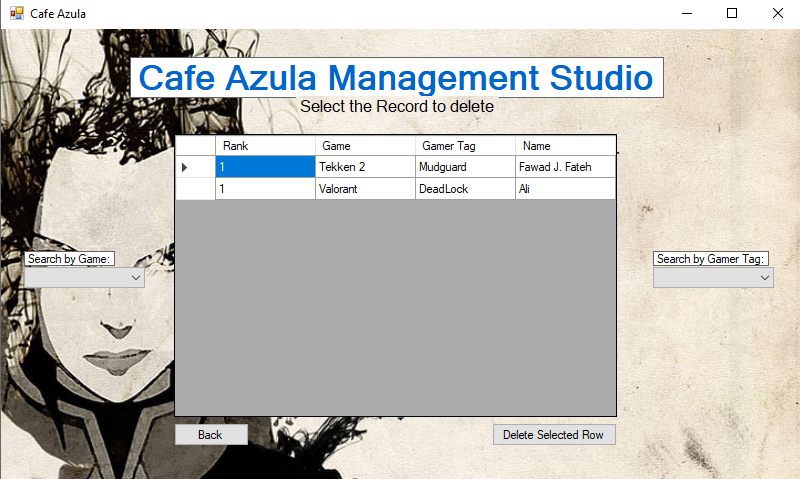 Cafe Azula
Cafe Azula Management Studio
Select the Record to delete
Rank Game Gamer Tag Name
1 Tekken 2 Mudguard Fawad J. Fateh
1 Valorant DeadLock Ali
Search by Game:
Search by Gamer Tag:
Back
Delete Selected Row